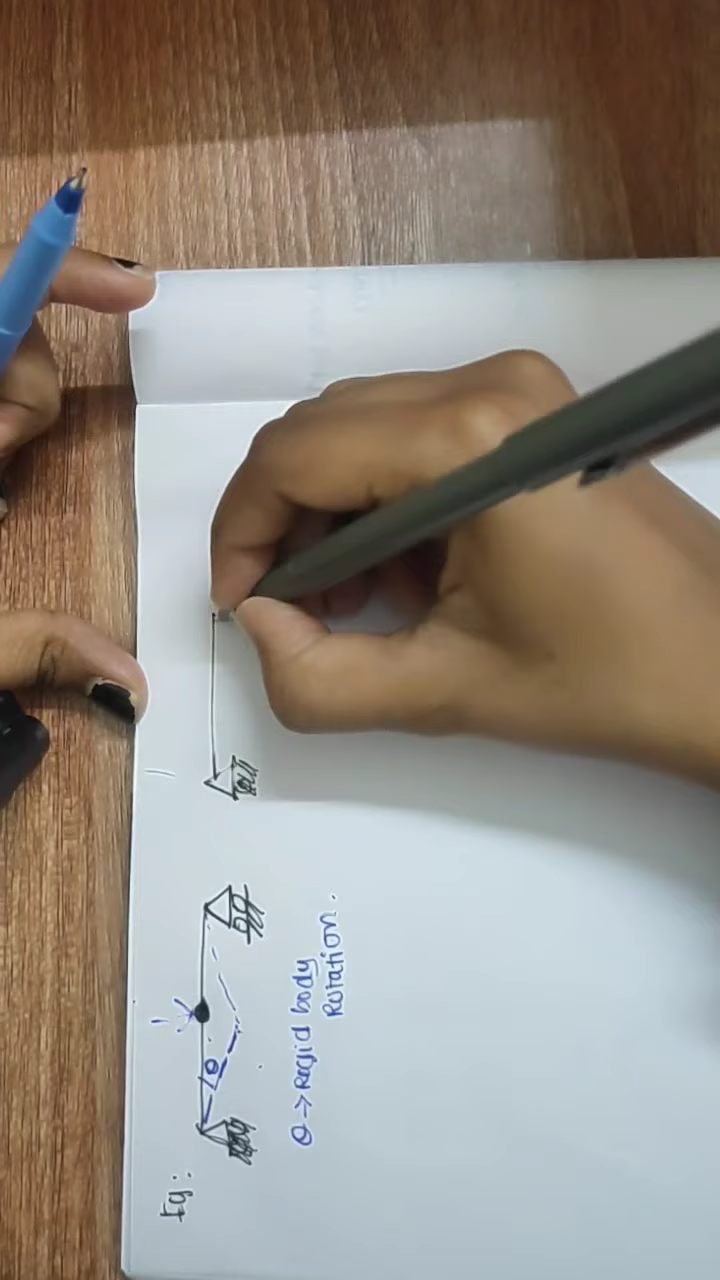 Eg:
θ
θ → Rigid body
Rotation.